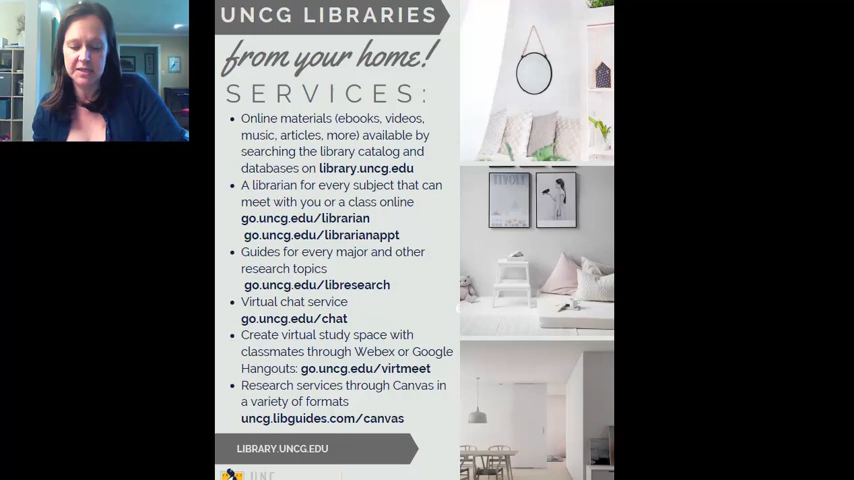 UNCG LIBRARIES
from your home!
SERVICES:
Online materials (ebooks, videos,
music, articles, more) available by
searching the library catalog and
databases on library.uncg.edu
A librarian for every subject that can
meet with you or a class online
go.uncg.edu/librarian
go.uncg.edu/librarianappt
Guides for every major and other
research topics
go.uncg.edu/libresearch
Virtual chat service
go.uncg.edu/chat
Create virtual study space with
classmates through Webex or Google
Hangouts: go.uncg.edu/virtmeet
Research services through Canvas in
a variety of formats
uncg.libguides.com/canvas
LIBRARY.UNCG.EDU
UNC
TIVOLI